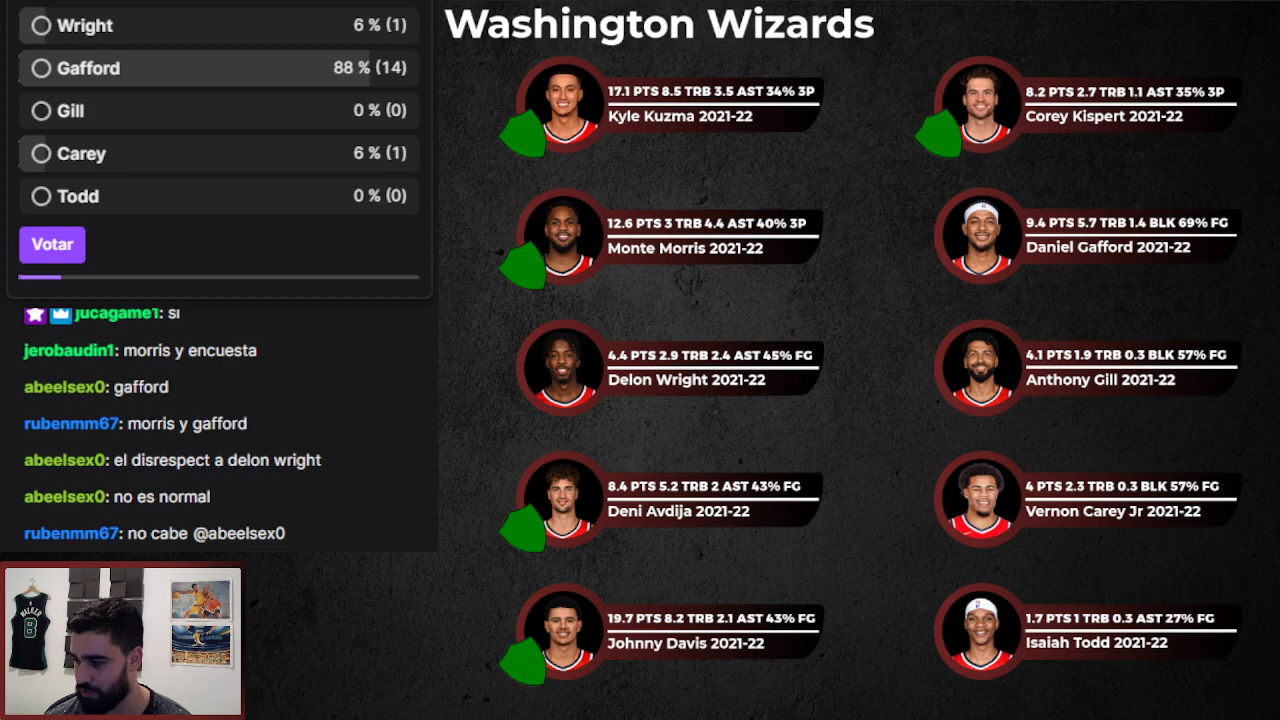 Wright 6 % (1)
Gafford 88 % (14)
Gill 0 % (0)
Carey 6 % (1)
Todd 0 % (0)
Votar
jucagame1: si
jerobaudin1: morris y encuesta
abeelsex0: gafford
rubenmm67: morris y gafford
abeelsex0: el disrespect a delon wright
abeelsex0: no es normal
rubenmm67: no cabe @abeelsex0
WALKER
8
Washington Wizards
17.1 PTS 8.5 TRB 3.5 AST 34% 3P
Kyle Kuzma 2021-22
12.6 PTS 3 TRB 4.4 AST 40% 3P
Monte Morris 2021-22
4.4 PTS 2.9 TRB 2.4 AST 45% FG
Delon Wright 2021-22
8.4 PTS 5.2 TRB 2 AST 43% FG
Deni Avdija 2021-22
19.7 PTS 8.2 TRB 2.1 AST 43% FG
Johnny Davis 2021-22
8.2 PTS 2.7 TRB 1.1 AST 35% 3P
Corey Kispert 2021-22
9.4 PTS 5.7 TRB 1.4 BLK 69% FG
Daniel Gafford 2021-22
4.1 PTS 1.9 TRB 0.3 BLK 57% FG
Anthony Gill 2021-22
4 PTS 2.3 TRB 0.3 BLK 57% FG
Vernon Carey Jr 2021-22
1.7 PTS 1 TRB 0.3 AST 27% FG
Isaiah Todd 2021-22